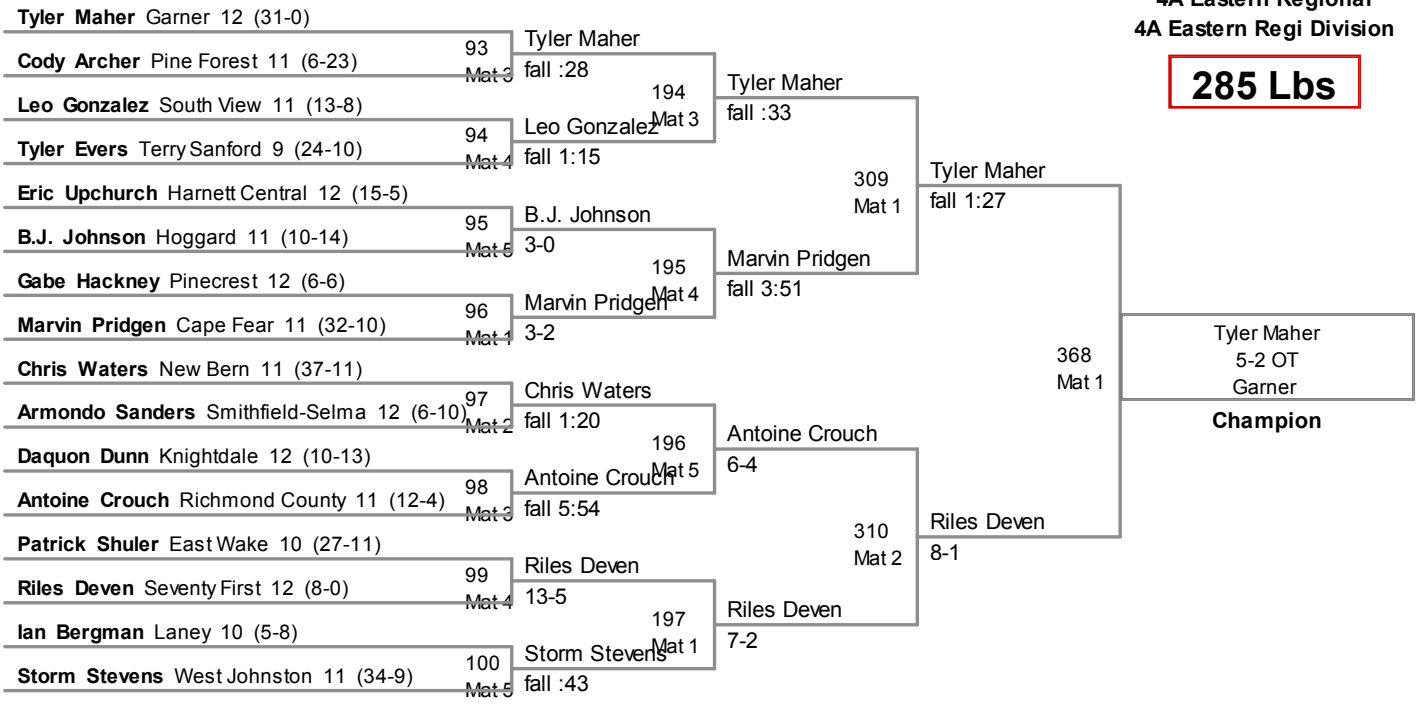 4A Eastern Regional
4A Eastern Regi Division
285 Lbs
Tyler Maher Garner 12 (31-0)
Cody Archer Pine Forest 11 (6-23)
Leo Gonzalez South View 11 (13-8)
Tyler Evers Terry Sanford 9 (24-10)
Eric Upchurch Harnett Central 12 (15-5)
B.J. Johnson Hoggard 11 (10-14)
Gabe Hackney Pinecrest 12 (6-6)
Marvin Pridgen Cape Fear 11 (32-10)
Chris Waters New Bern 11 (37-11)
Armondo Sanders Smithfield-Selma 12 (6-10)
Daquon Dunn Knightdale 12 (10-13)
Antoine Crouch Richmond County 11 (12-4)
Patrick Shuler East Wake 10 (27-11)
Riles Deven Seventy First 12 (8-0)
Ian Bergman Laney 10 (5-8)
Storm Stevens West Johnston 11 (34-9)
93
Mat 3
Tyler Maher
fall :28
94
Mat 4
Leo Gonzalez
fall 1:15
95
Mat 5
B.J. Johnson
3-0
96
Mat 1
Marvin Pridgen
3-2
97
Mat 2
Chris Waters
fall 1:20
98
Mat 3
Antoine Crouch
fall 5:54
99
Mat 4
Riles Deven
13-5
100
Mat 5
Storm Stevens
fall :43
194
Mat 3
Tyler Maher
fall :33
195
Mat 4
Marvin Pridgen
fall 3:51
196
Mat 5
Antoine Crouch
6-4
197
Mat 1
Riles Deven
7-2
309
Mat 1
Tyler Maher
fall 1:27
310
Mat 2
Riles Deven
8-1
368
Mat 1
Tyler Maher
5-2 OT
Garner
Champion